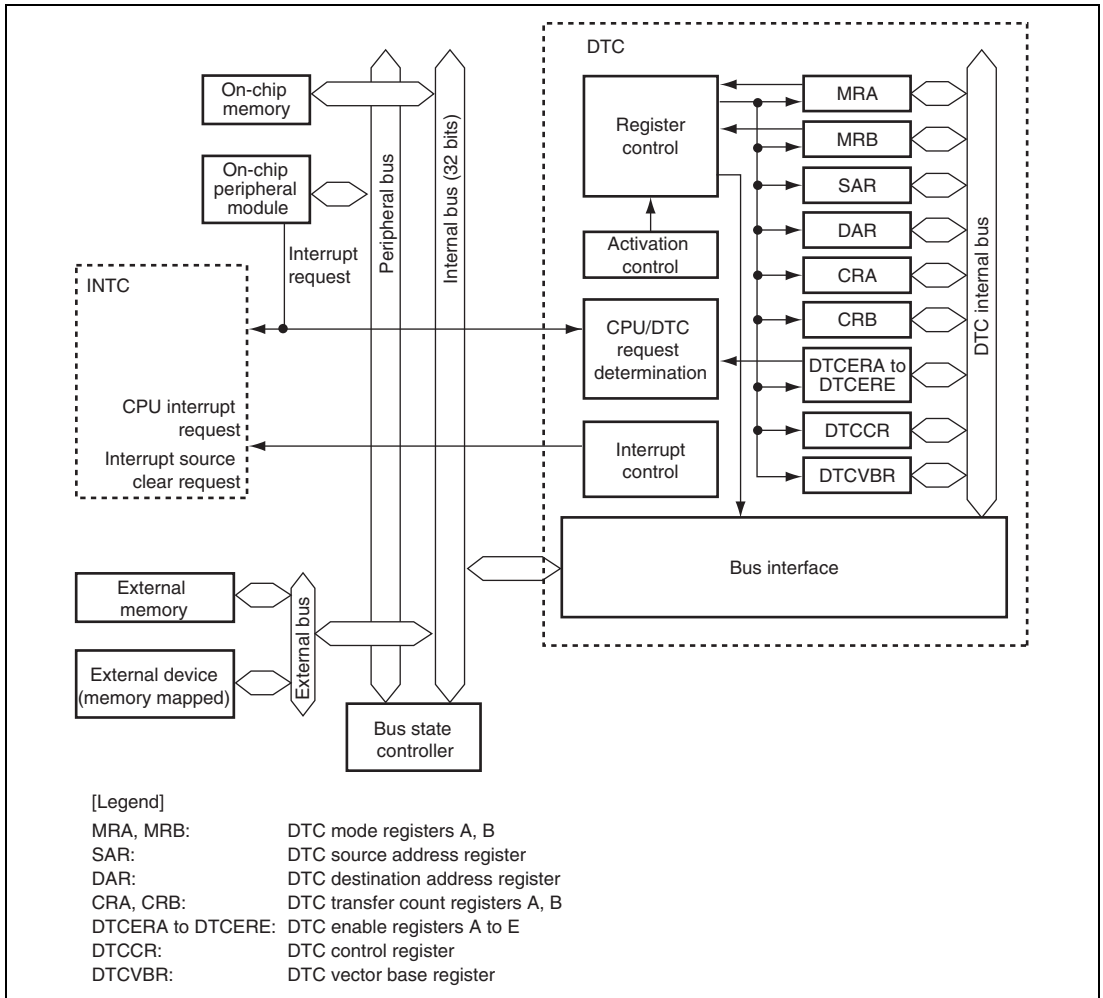 DTC
On-chip
memory
On-chip
peripheral
module
Interrupt
request
Peripheral bus
Internal bus (32 bits)
INTC
CPU interrupt
request
Interrupt source
clear request
Register
control
Activation
control
CPU/DTC
request
determination
Interrupt
control
MRA
MRB
SAR
DAR
CRA
CRB
DTCERA to
DTCERE
DTCCR
DTCVBR
DTC internal bus
Bus interface
External
memory
External device
(memory mapped)
External bus
Bus state
controller
[Legend]
MRA, MRB: DTC mode registers A, B
SAR: DTC source address register
DAR: DTC destination address register
CRA, CRB: DTC transfer count registers A, B
DTCERA to DTCERE: DTC enable registers A to E
DTCCR: DTC control register
DTCVBR: DTC vector base register